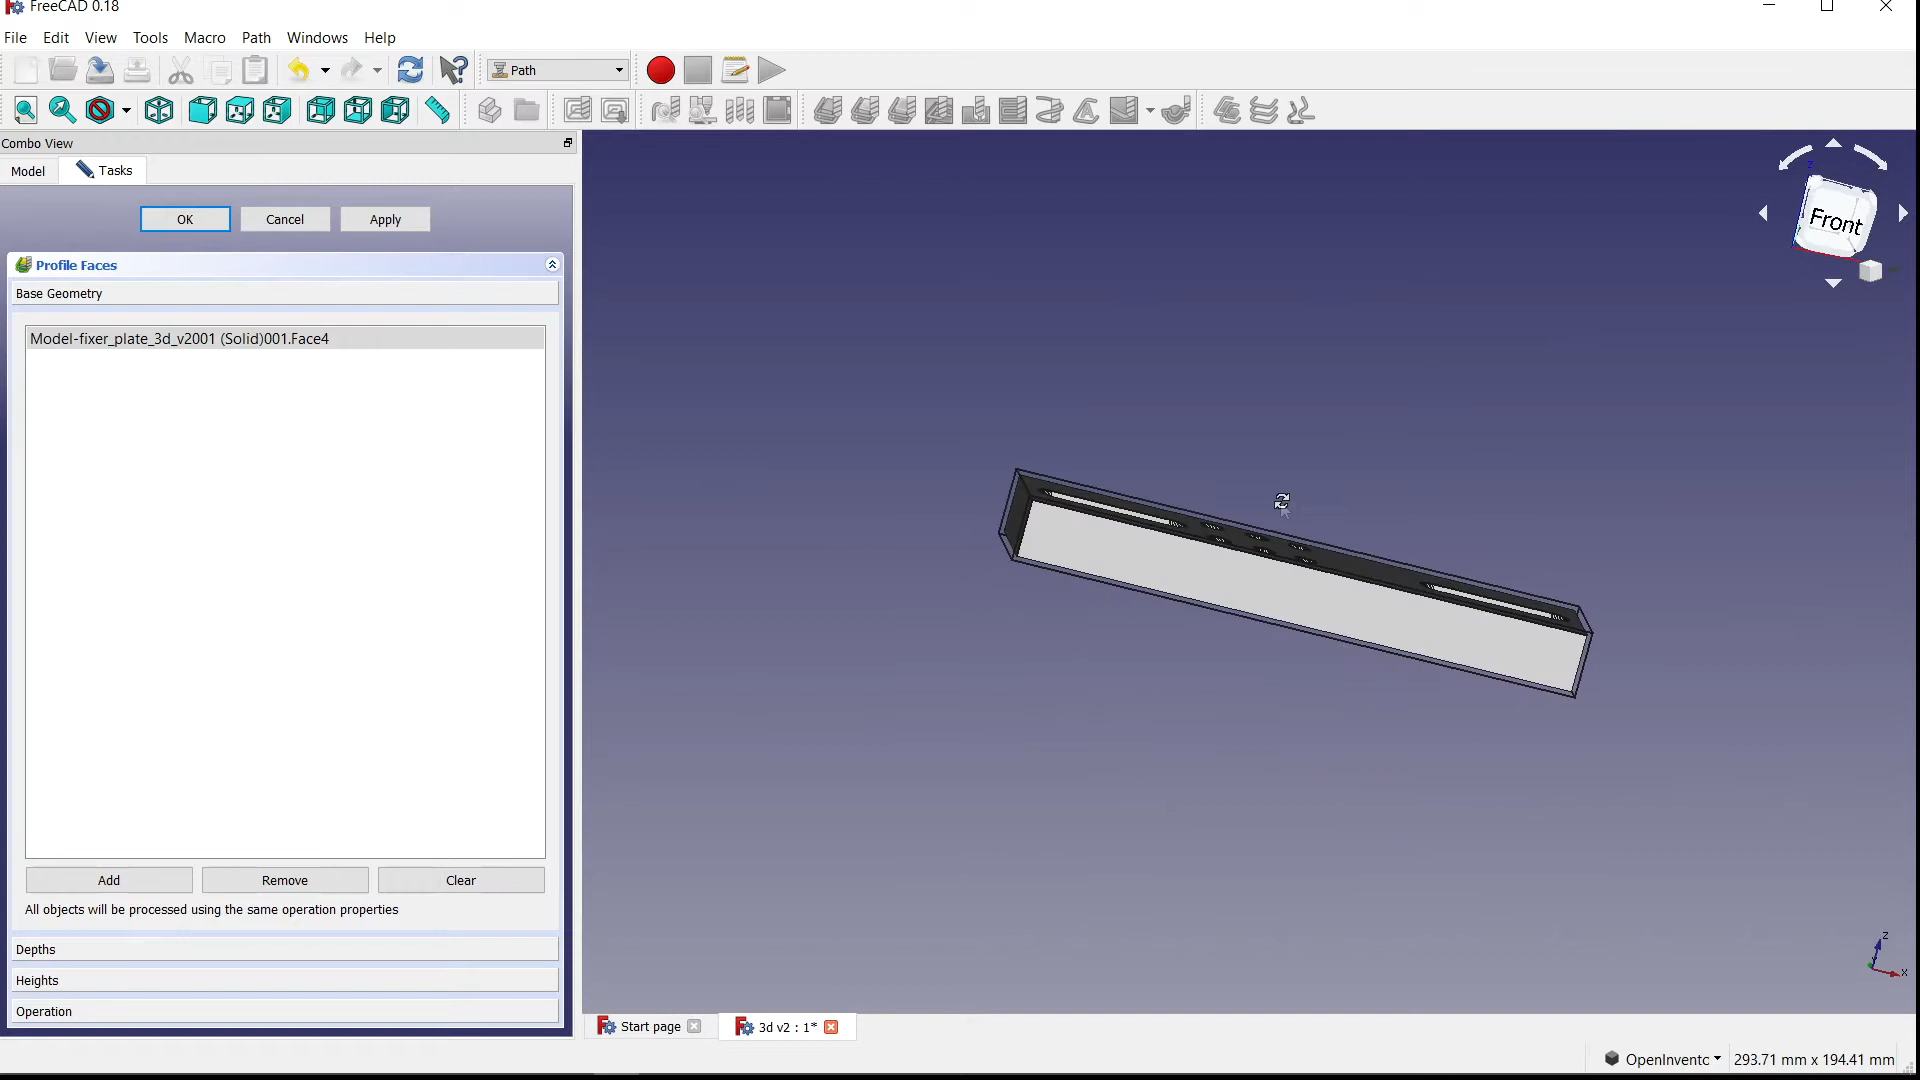 FreeCAD 0.18
File Edit View Tools Macro Path Windows Help
Path
Combo View
Model Tasks
OK Cancel Apply
Profile Faces
Base Geometry
Model-fixer_plate_3d_v2001 (Solid)001.Face4
Add Remove Clear
All objects will be processed using the same operation properties
Depths
Heights
Operation
Z
Front
Z
X
Start page 3d v2 : 1*
OpenInventc 293.71 mm x 194.41 mm